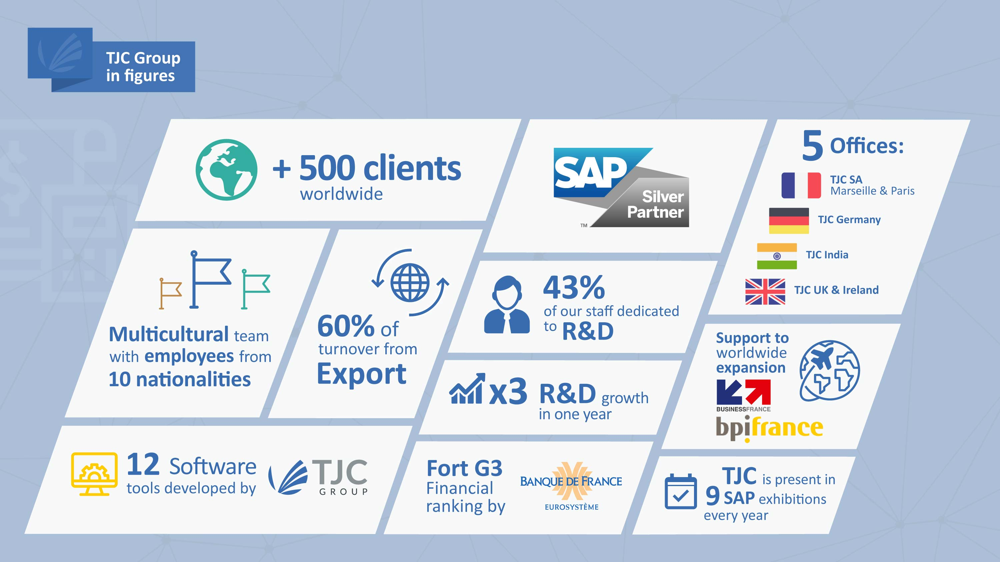 TJC Group
in figures
+ 500 clients
worldwide
SAP
Silver
Partner
TM
5 Offices:
TJC SA
Marseille & Paris
TJC Germany
TJC India
TJC UK & Ireland
Multicultural team
with employees from
10 nationalities
60% of
turnover from
Export
43%
of our staff dedicated
to R&D
x3 R&D growth
in one year
Support to
worldwide
expansion
BUSINESSFRANCE
bpifrance
12 Software
tools developed by
TJC
GROUP
Fort G3
Financial
ranking by
BANQUE DE FRANCE
EUROSYSTÈME
TJC is present in
9 SAP exhibitions
every year